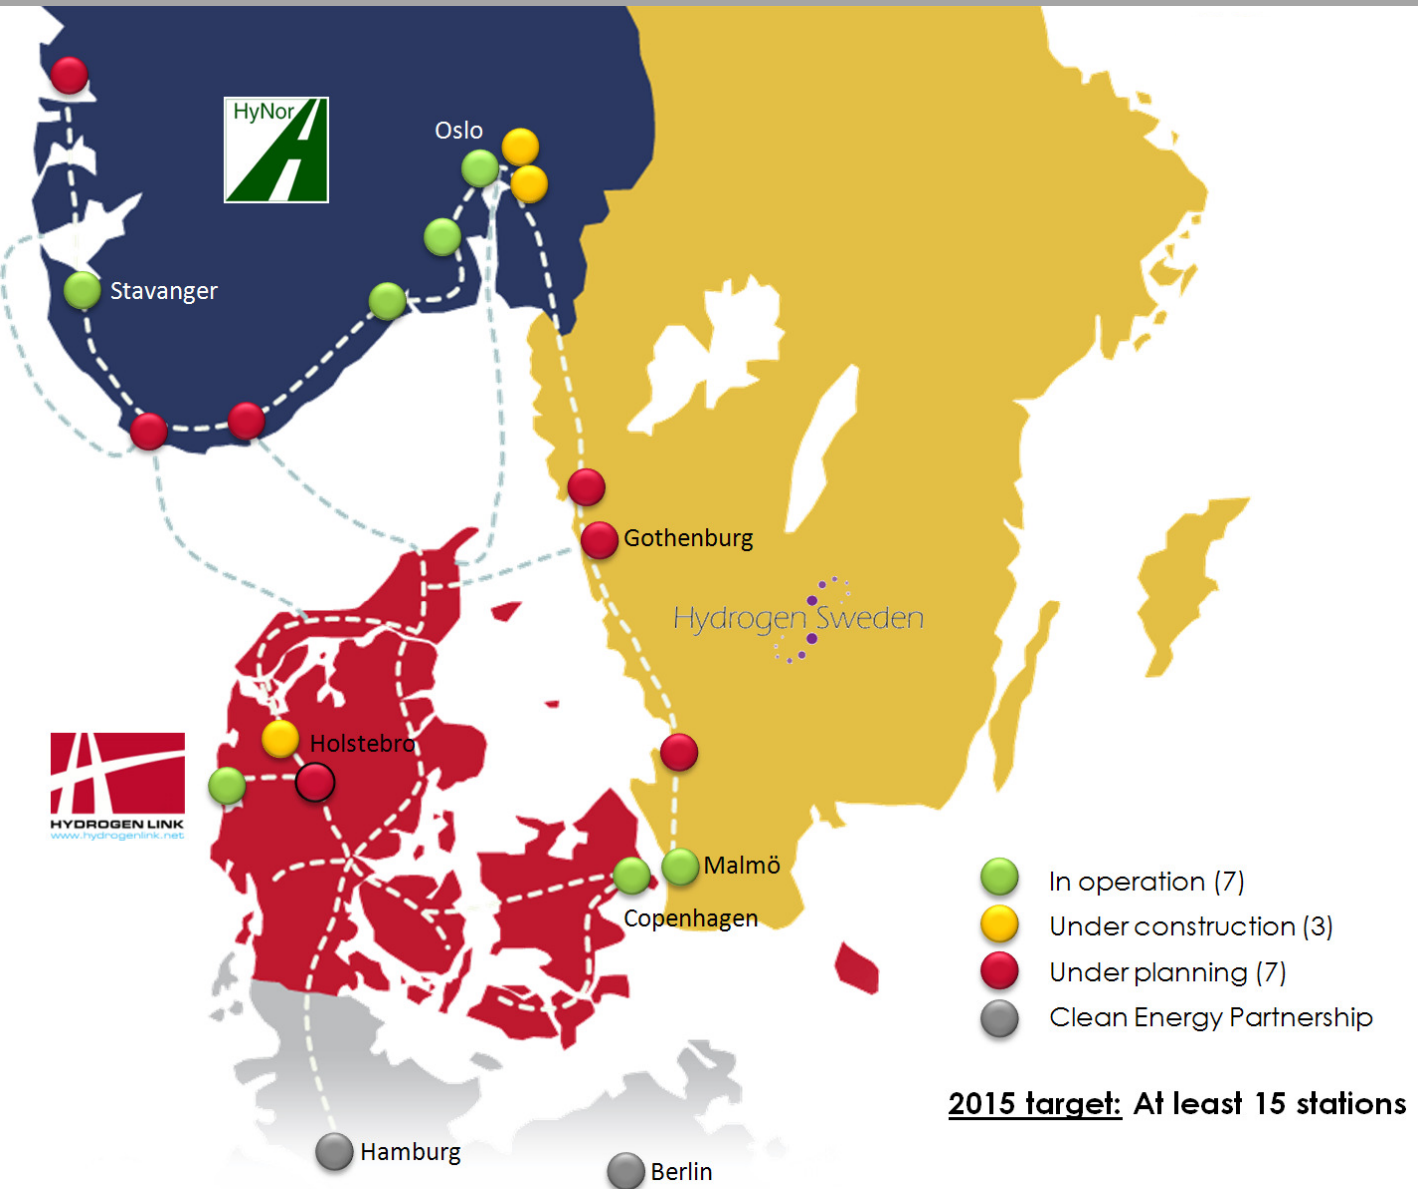 HyNor
Oslo
Stavanger
Gothenburg
Hydrogen Sweden
Holstebro
HYDROGEN LINK
www.hydrogenlink.net
Malmö
Copenhagen
In operation (7)
Under construction (3)
Under planning (7)
Clean Energy Partnership
2015 target: At least 15 stations
Hamburg
Berlin